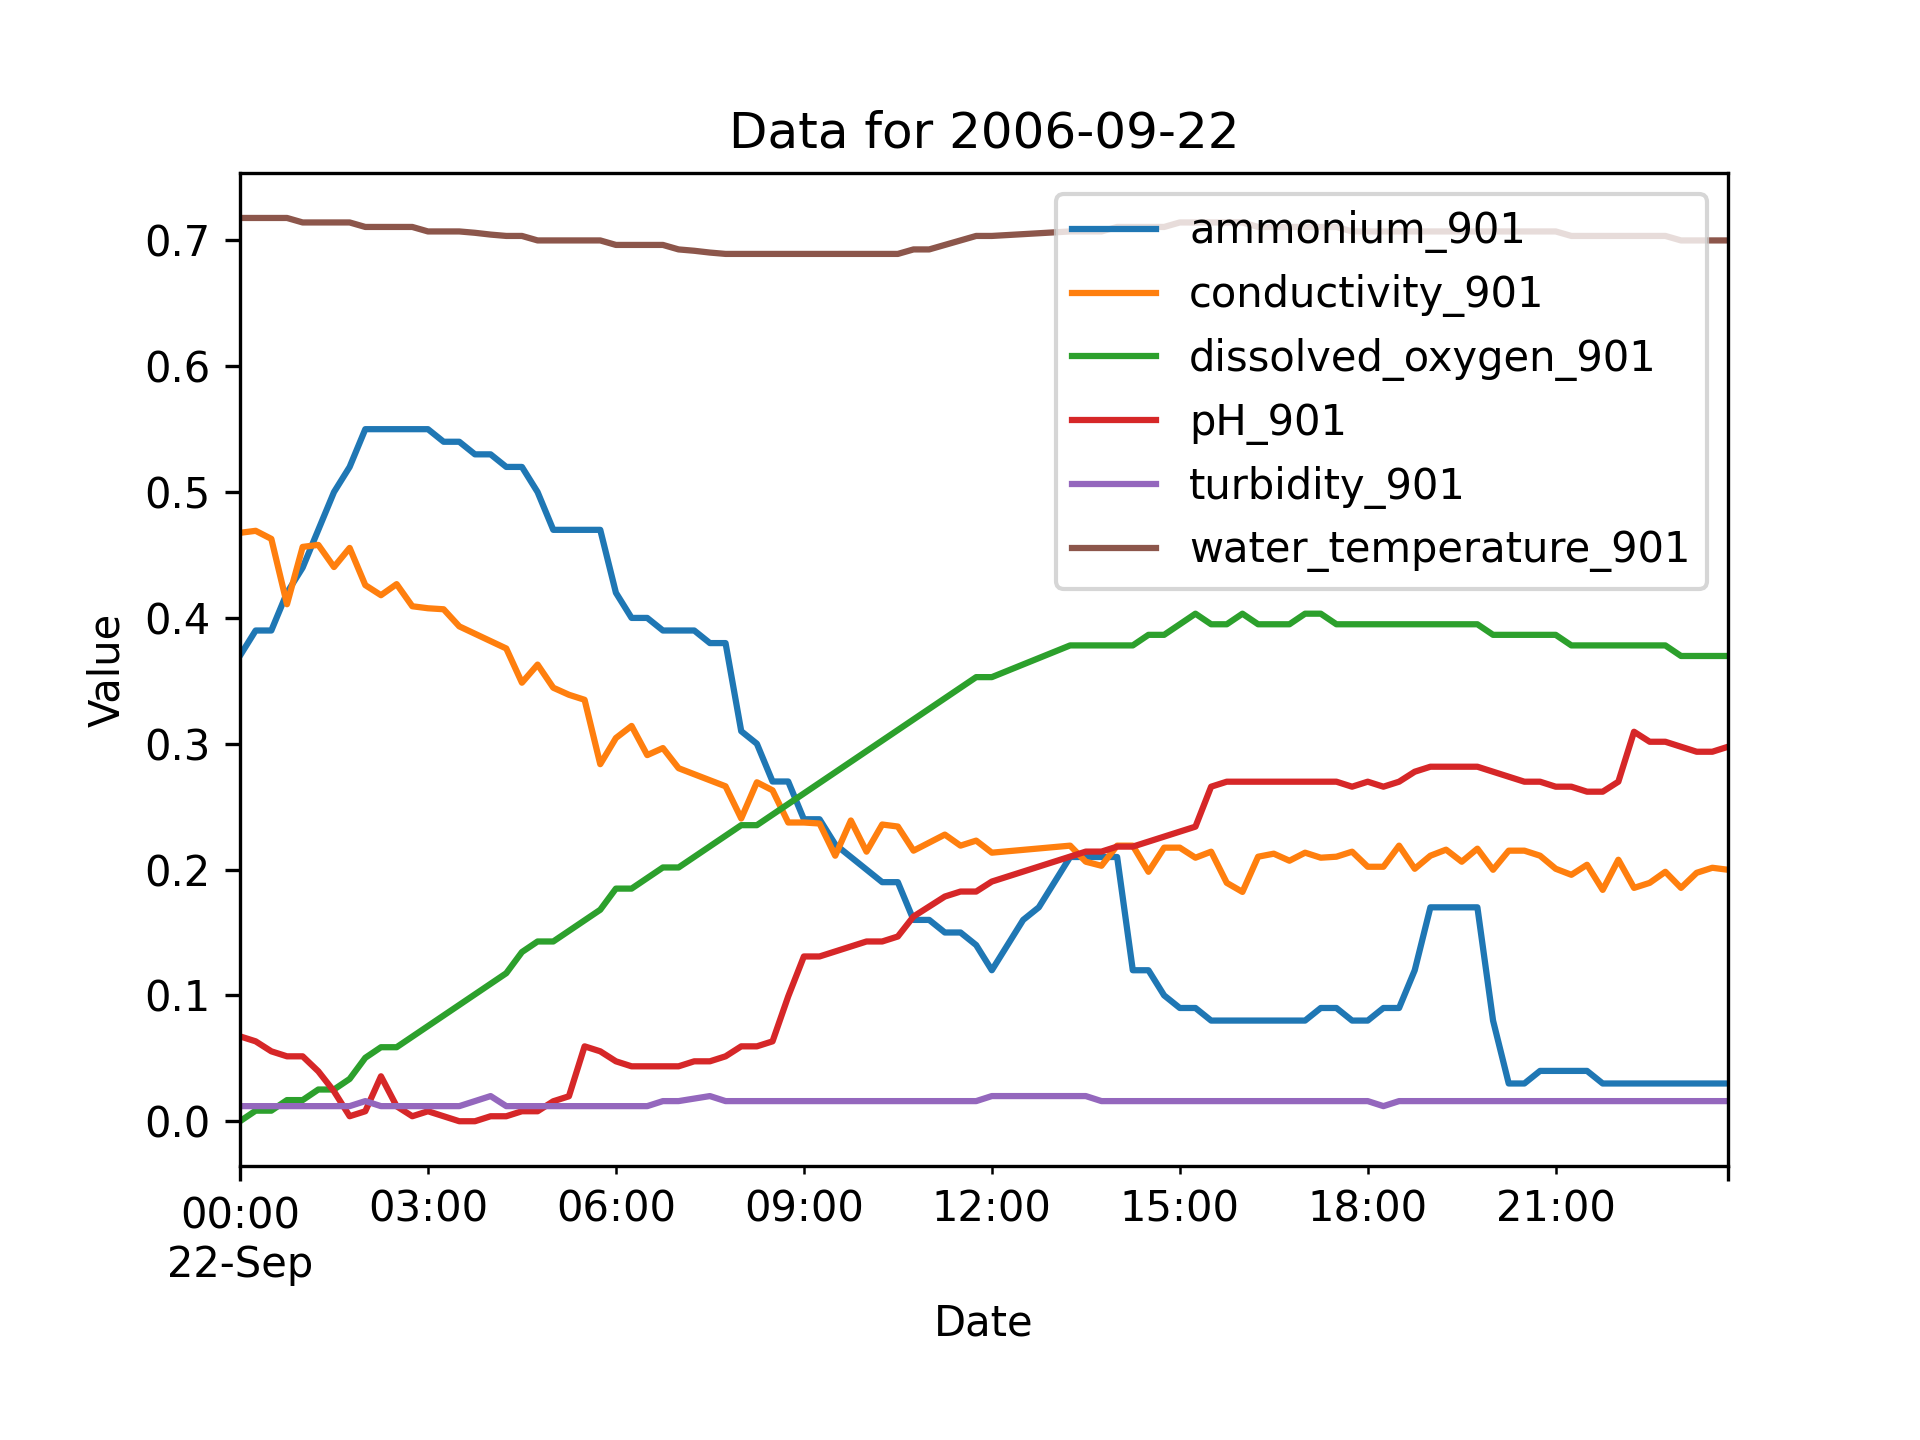 Data for 2006-09-22
ammonium_901
conductivity_901
dissolved_oxygen_901
pH_901
turbidity_901
water_temperature_901
Value
0.7
0.6
0.5
0.4
0.3
0.2
0.1
0.0
00:00 03:00 06:00 09:00 12:00 15:00 18:00 21:00
22-Sep
Date